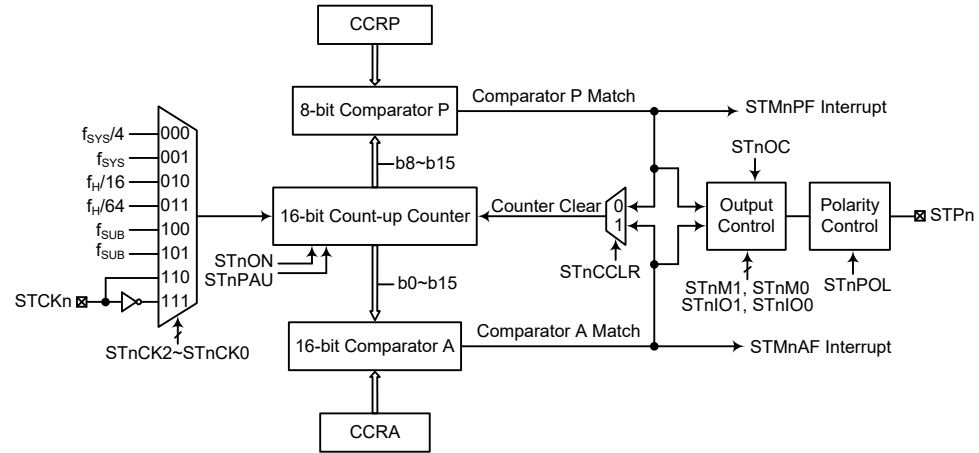 CCRP
8-bit Comparator P
Comparator P Match
STMnPF Interrupt
b8~b15
fSYS/4
000
fSYS
001
fH/16
010
fH/64
011
fSUB
100
fSUB
101
110
111
STCKn
STnCK2~STnCK0
16-bit Count-up Counter
STnON
STnPAU
Counter Clear
0
1
STnCCLR
STnOC
Output
Control
Polarity
Control
STPn
STnM1, STnM0
STnIO1, STnIO0
STnPOL
b0~b15
16-bit Comparator A
Comparator A Match
STMnAF Interrupt
CCRA